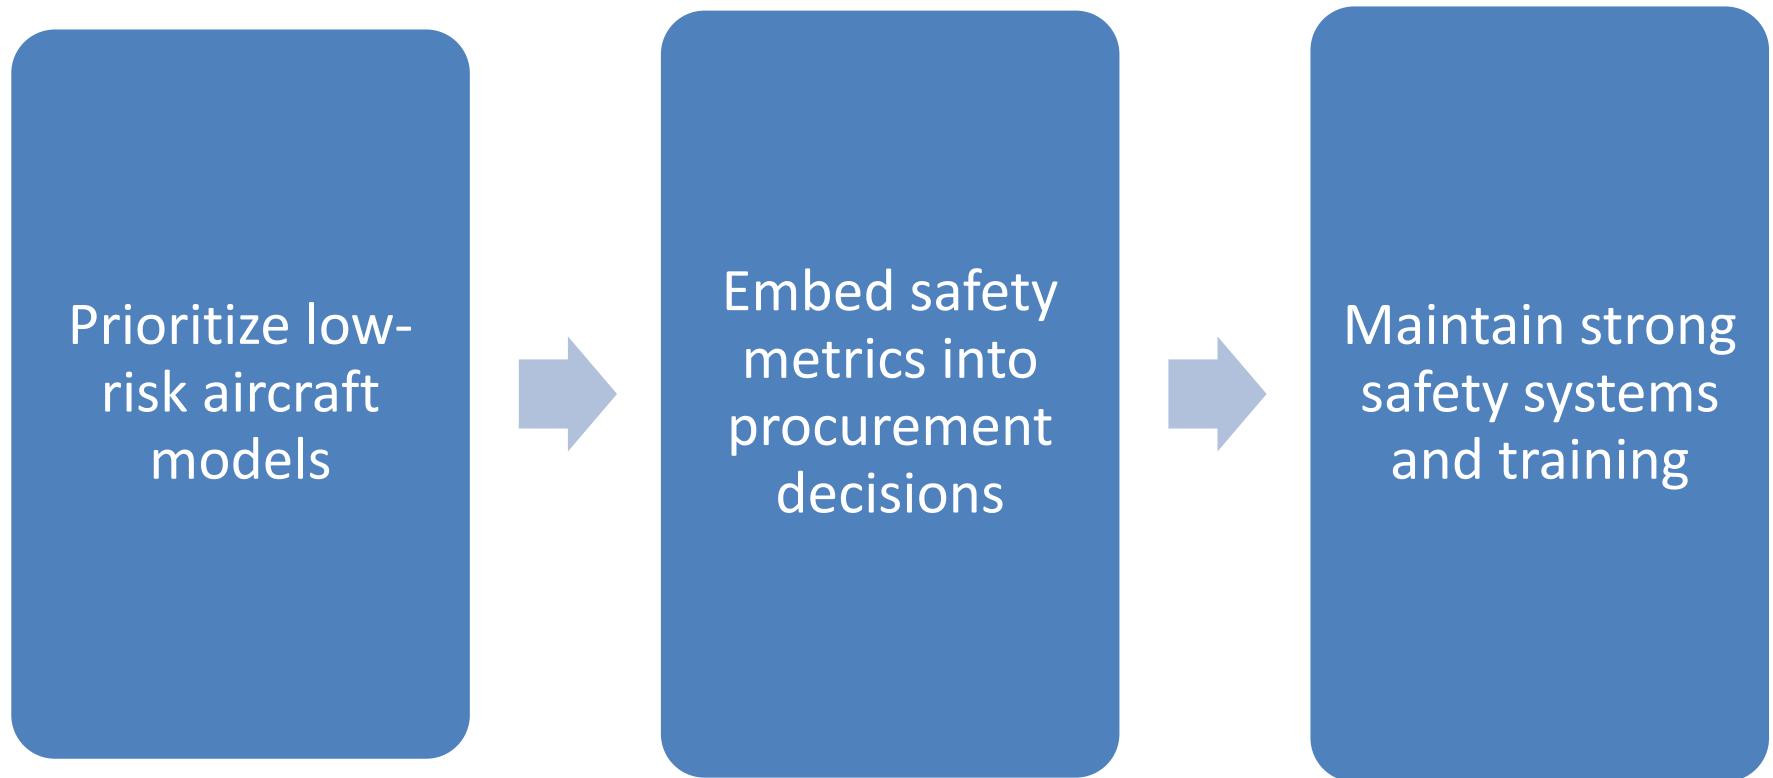 Prioritize low-
risk aircraft
models
Embed safety
metrics into
procurement
decisions
Maintain strong
safety systems
and training